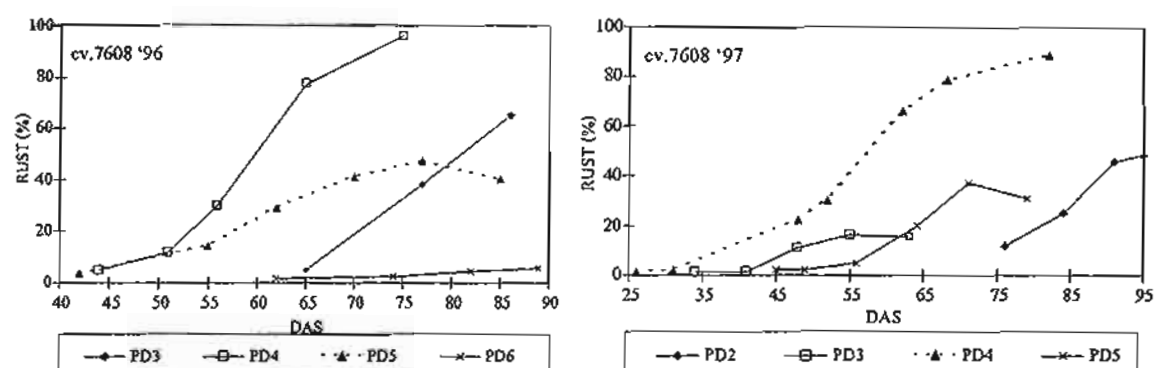 cv.7608 '96
RUST (%)
100
80
60
40
20
0
40 45 50 55 60 65 70 75 80 85 90
DAS
PD3 PD4 PD5 PD6
cv.7608 '97
RUST (%)
100
80
60
40
20
0
25 35 45 55 65 75 85 95
DAS
PD2 PD3 PD4 PD5